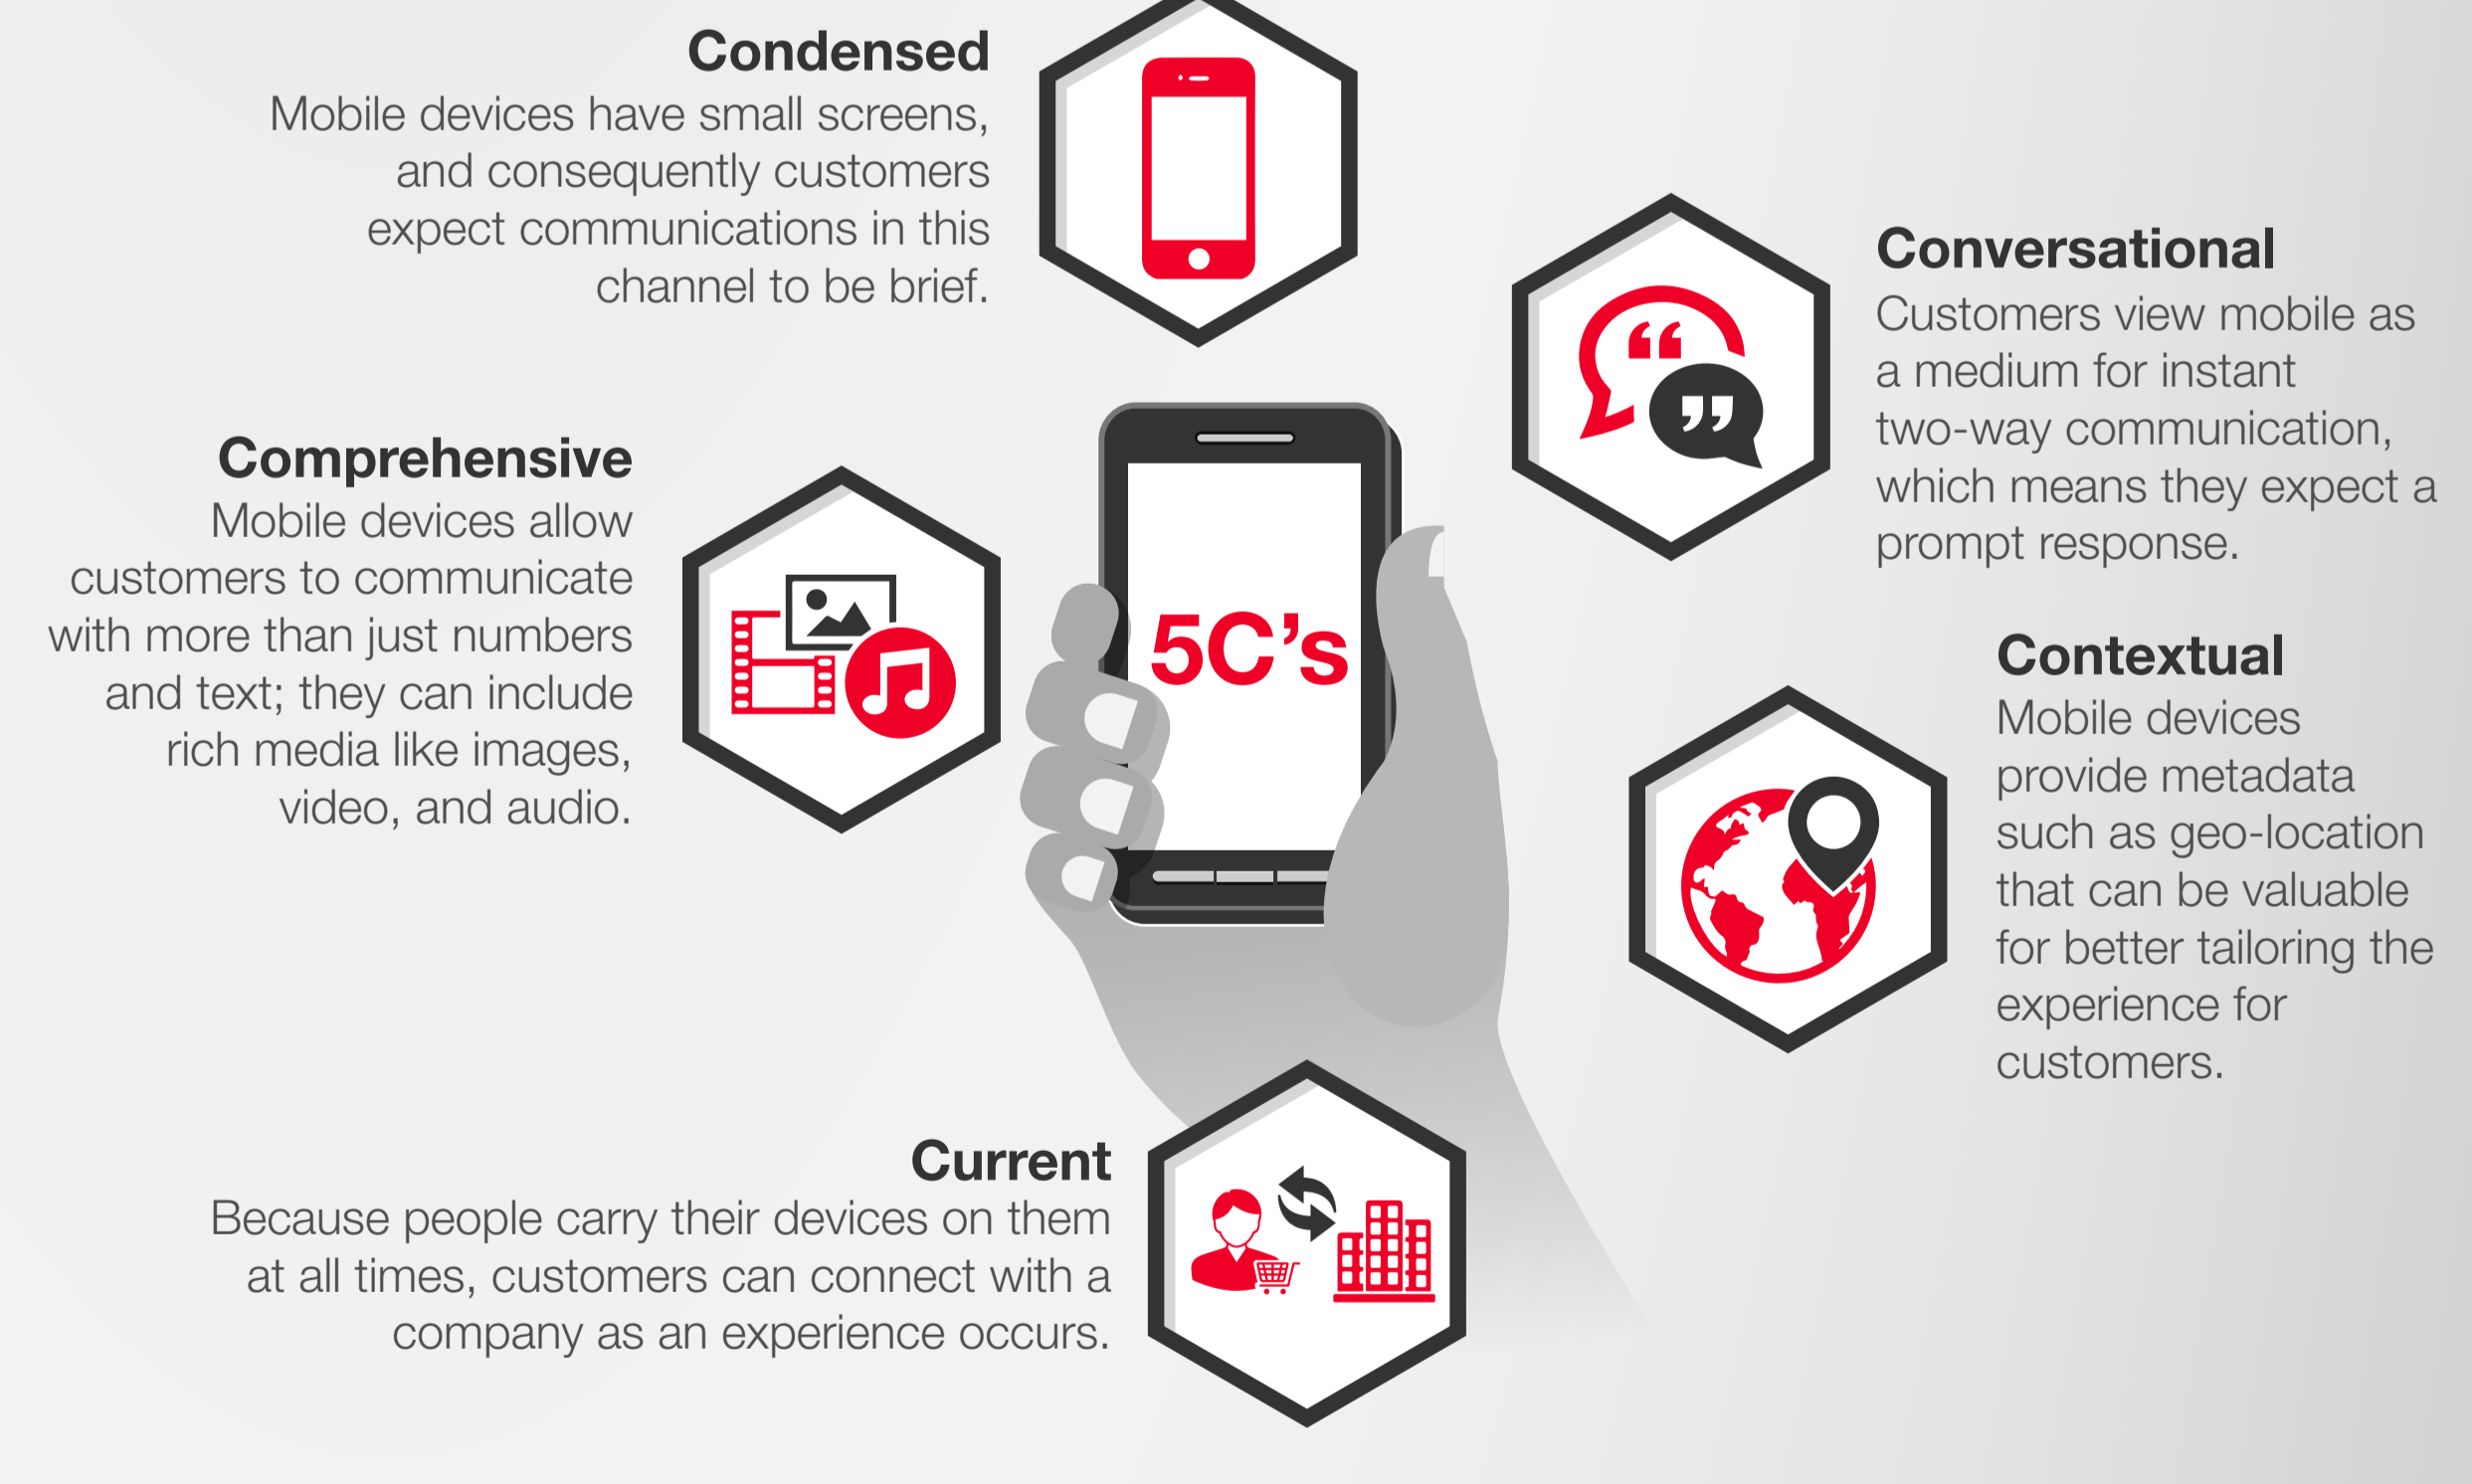 Condensed
Mobile devices have small screens,
and consequently customers
expect communications in this
channel to be brief.
Conversational
Customers view mobile as
a medium for instant
two-way communication,
which means they expect a
prompt response.
Comprehensive
Mobile devices allow
customers to communicate
with more than just numbers
and text; they can include
rich media like images,
video, and audio.
5C’s
Contextual
Mobile devices
provide metadata
such as geo-location
that can be valuable
for better tailoring the
experience for
customers.
Current
Because people carry their devices on them
at all times, customers can connect with a
company as an experience occurs.